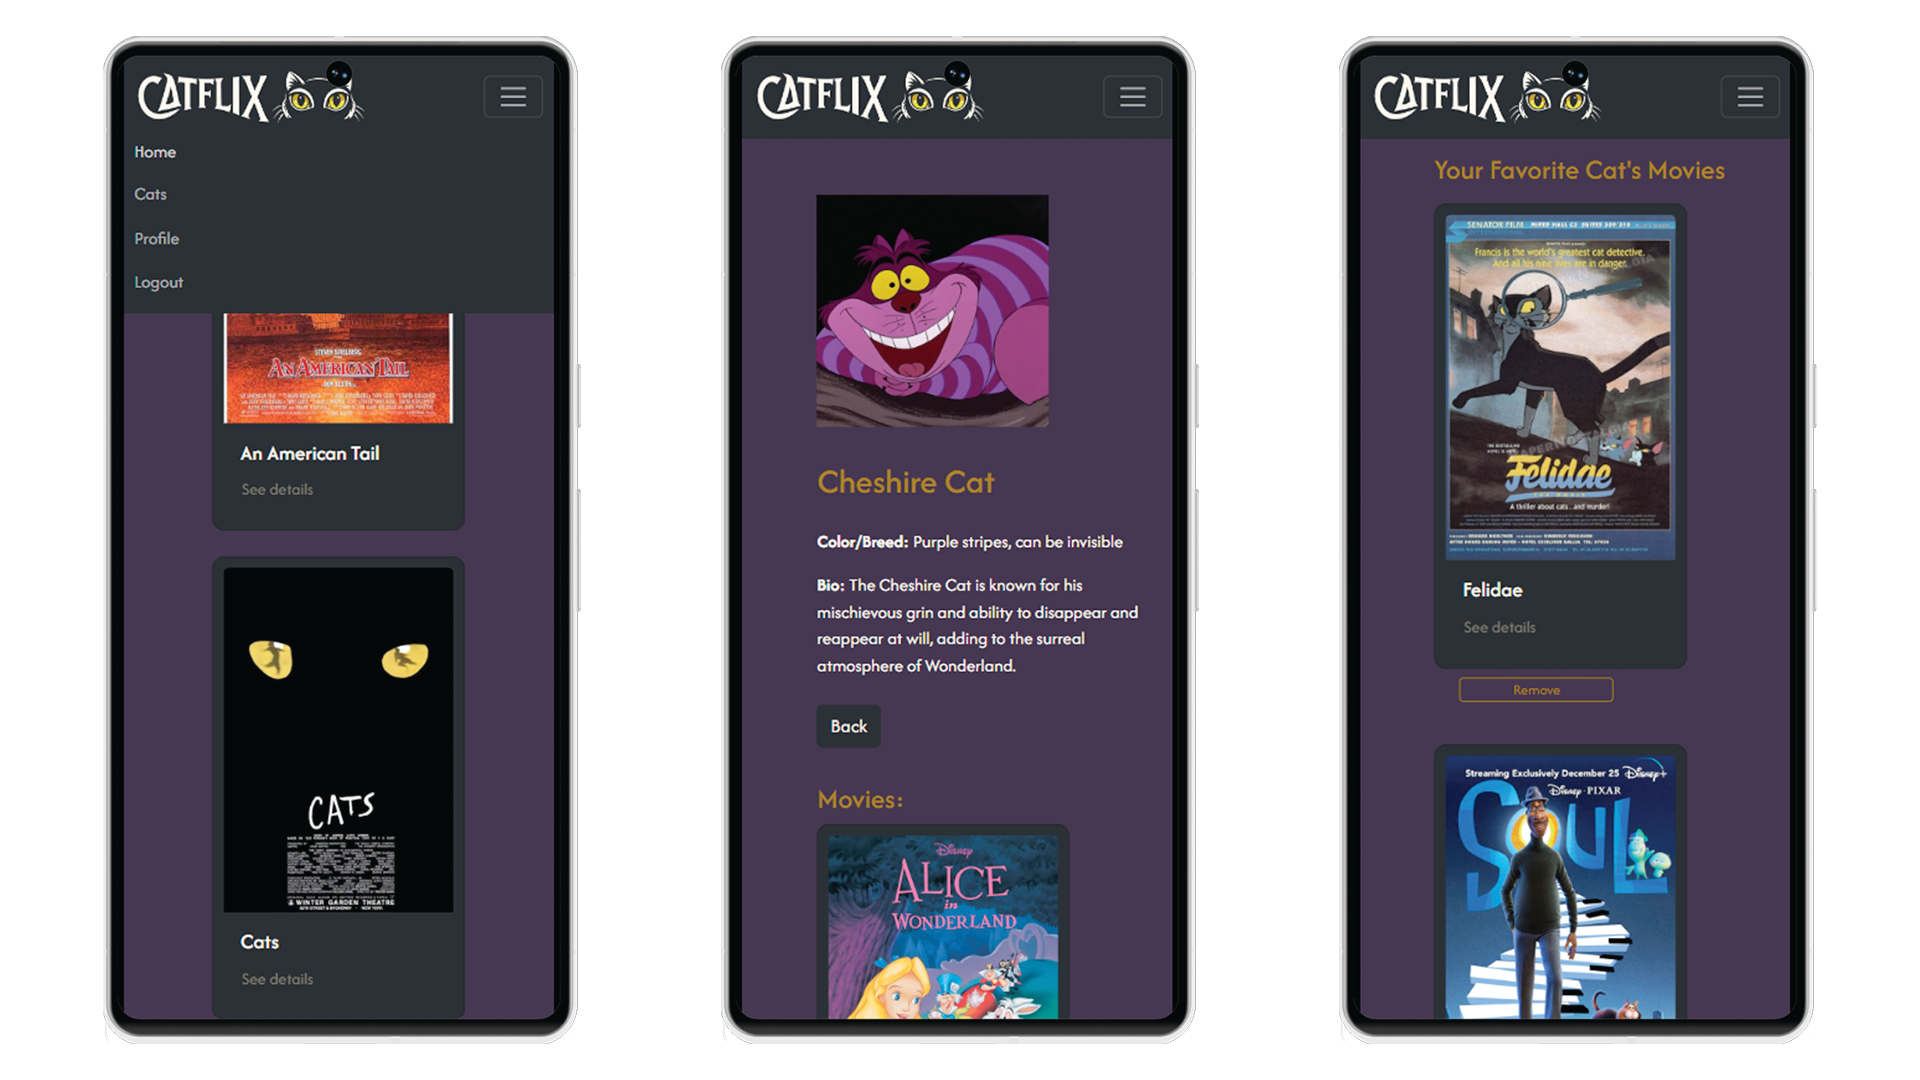 CATFLIX
Home
Cats
Profile
Logout
STEVEN SPIELBERG
AN AMERICAN TAIL
An American Tail
See details
CATS
WINTER GARDEN THEATRE
Cats
See details
CATFLIX
Cheshire Cat
Color/Breed: Purple stripes, can be invisible
Bio: The Cheshire Cat is known for his
mischievous grin and ability to disappear and
reappear at will, adding to the surreal
atmosphere of Wonderland.
Back
Movies:
Disney
ALICE
in
WONDERLAND
CATFLIX
Your Favorite Cat's Movies
SENATOR FILM
INTERNATIONAL
Francis is the world's greatest cat detective.
And all his nine lives are in danger.
Felidae
THE MOVIE
A thriller about cats...and murder!
Felidae
See details
Remove
Streaming Exclusively December 25 Disney+
Disney • PIXAR
SOUL